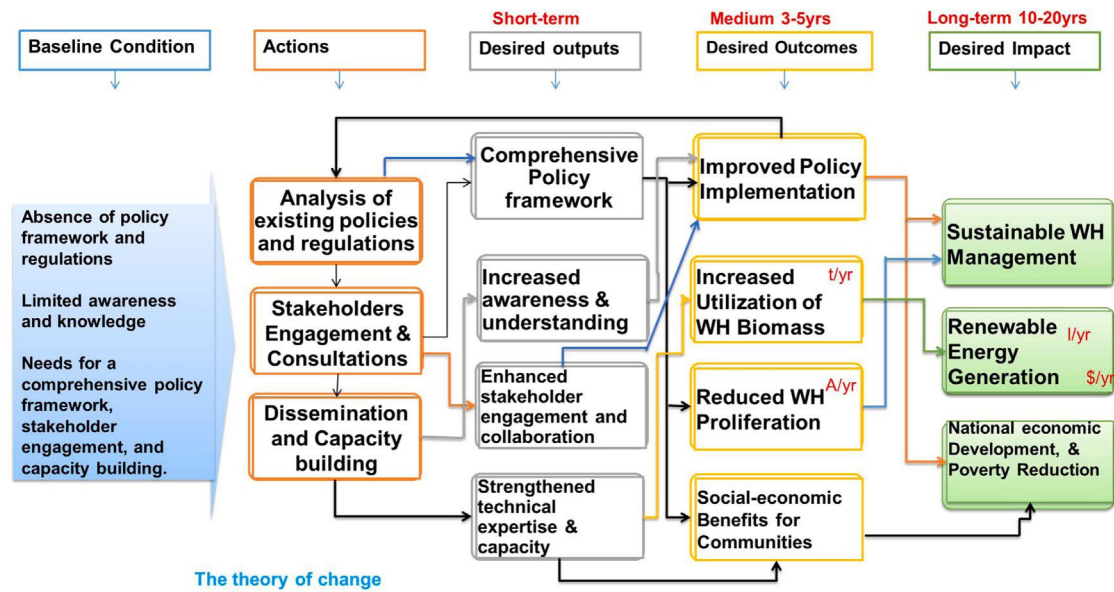 Short-term
Medium 3-5yrs
Long-term 10-20yrs
Baseline Condition
Actions
Desired outputs
Desired Outcomes
Desired Impact
Absence of policy
framework and
regulations
Limited awareness
and knowledge
Needs for a
comprehensive policy
framework,
stakeholder
engagement, and
capacity building.
Analysis of
existing policies
and regulations
Stakeholders
Engagement &
Consultations
Dissemination
and Capacity
building
Comprehensive
Policy
framework
Increased
awareness &
understanding
Enhanced
stakeholder
engagement and
collaboration
Strengthened
technical
expertise &
capacity
Improved Policy
Implementation
Increased t/yr
Utilization of
WH Biomass
Reduced WH A/yr
Proliferation
Social-economic
Benefits for
Communities
Sustainable WH
Management
Renewable
Energy l/yr
Generation $/yr
National economic
Development, &
Poverty Reduction
The theory of change